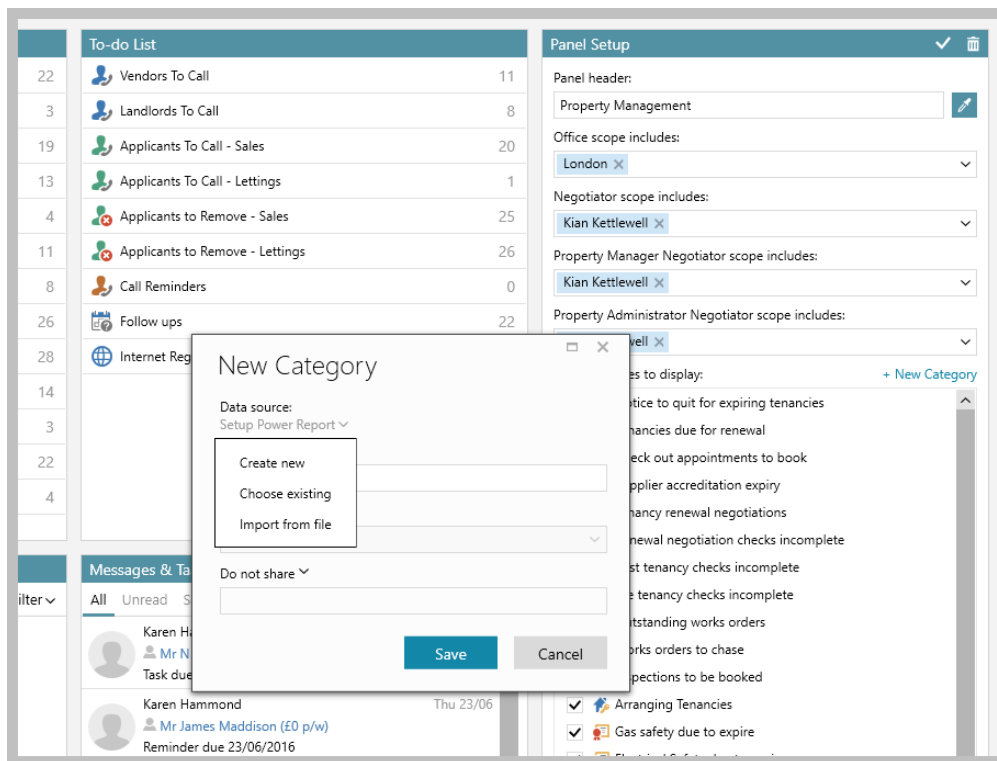 22
3
19
13
4
11
8
26
28
14
3
22
4
ilter
To-do List
Vendors To Call 11
Landlords To Call 8
Applicants To Call - Sales 20
Applicants To Call - Lettings 1
Applicants to Remove - Sales 25
Applicants to Remove - Lettings 26
Call Reminders 0
Follow ups 22
Internet Reg
Messages & Ta
All Unread S
Karen Ha
Mr N
Task due
Karen Hammond Thu 23/06
Mr James Maddison (£0 p/w)
Reminder due 23/06/2016
New Category
Data source:
Setup Power Report
Create new
Choose existing
Import from file
Do not share
Save Cancel
Panel Setup
Panel header:
Property Management
Office scope includes:
London
Negotiator scope includes:
Kian Kettlewell
Property Manager Negotiator scope includes:
Kian Kettlewell
Property Administrator Negotiator scope includes:
well
es to display: + New Category
tice to quit for expiring tenancies
nancies due for renewal
eck out appointments to book
pplier accreditation expiry
nancy renewal negotiations
newal negotiation checks incomplete
st tenancy checks incomplete
e tenancy checks incomplete
tstanding works orders
rks orders to chase
spections to be booked
Arranging Tenancies
Gas safety due to expire